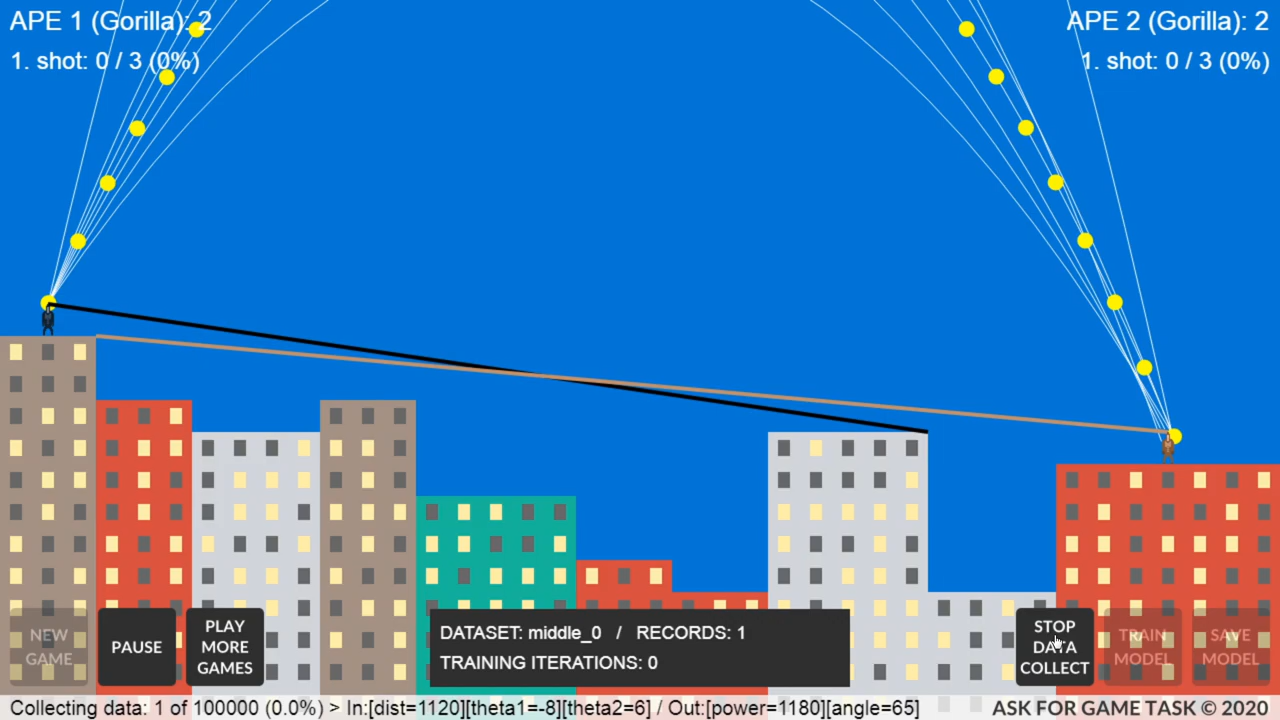 APE 1 (Gorilla): 2
1. shot: 0 / 3 (0%)
APE 2 (Gorilla): 2
1. shot: 0 / 3 (0%)
NEW
GAME
PAUSE
PLAY
MORE
GAMES
DATASET: middle_0 / RECORDS: 1
TRAINING ITERATIONS: 0
STOP
DATA
COLLECT
TRAIN
MODEL
SAVE
MODEL
Collecting data: 1 of 100000 (0.0%) > In:[dist=1120][theta1=-8][theta2=6] / Out:[power=1180][angle=65]
ASK FOR GAME TASK © 2020